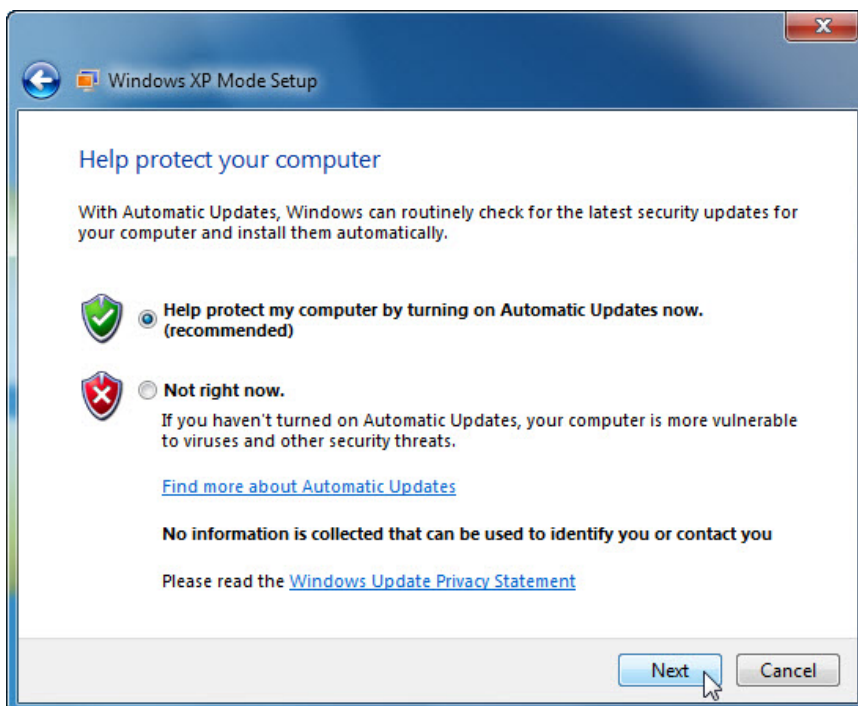 Windows XP Mode Setup
Help protect your computer
With Automatic Updates, Windows can routinely check for the latest security updates for
your computer and install them automatically.
Help protect my computer by turning on Automatic Updates now.
(recommended)
Not right now.
If you haven't turned on Automatic Updates, your computer is more vulnerable
to viruses and other security threats.
Find more about Automatic Updates
No information is collected that can be used to identify you or contact you
Please read the Windows Update Privacy Statement
Next Cancel